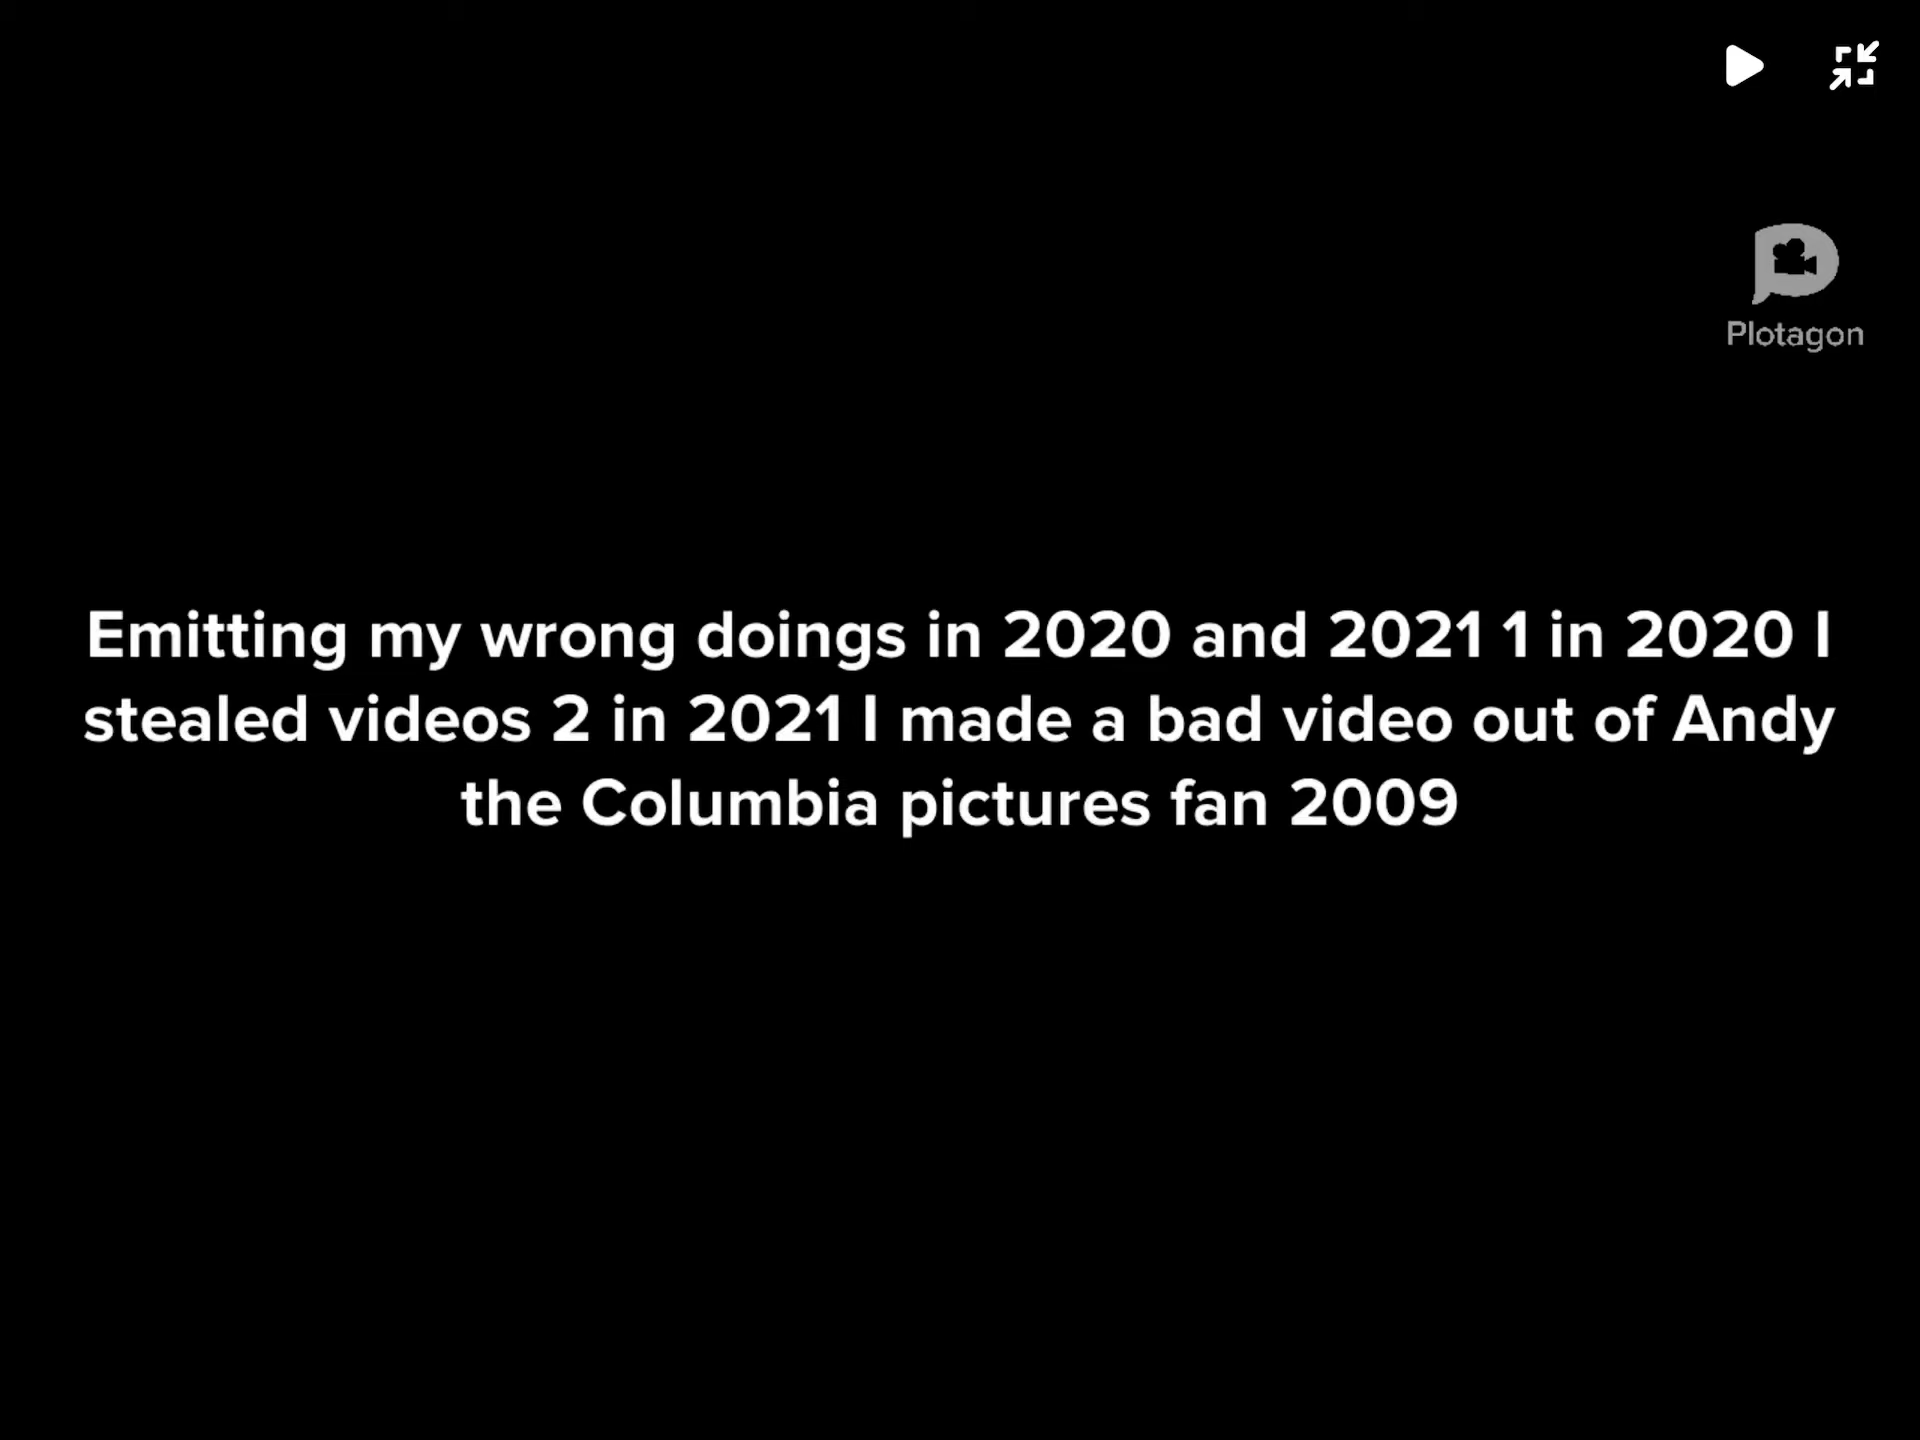 Plotagon
Emitting my wrong doings in 2020 and 2021 1 in 2020 I
stealed videos 2 in 2021 I made a bad video out of Andy
the Columbia pictures fan 2009